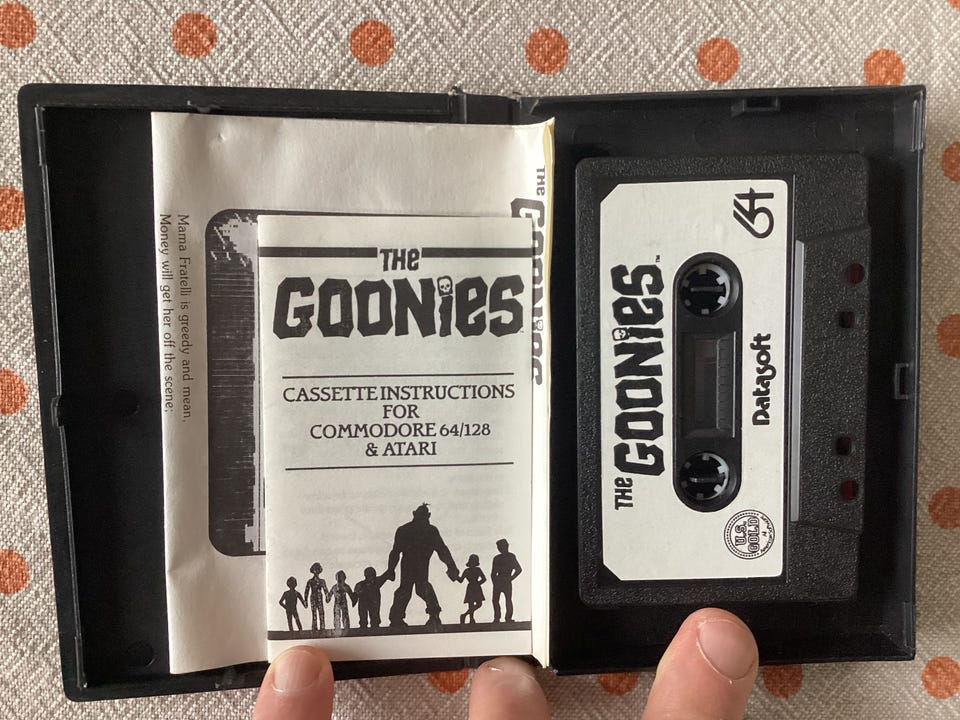 Mama Fratelli is greedy and mean,
Money will get her off the scene;
THE
GOONIES
THE
GOONIES
CASSETTE INSTRUCTIONS
FOR
COMMODORE 64/128
& ATARI
THE
GOONIES™
Datasoft
U.S.
GOLD
64